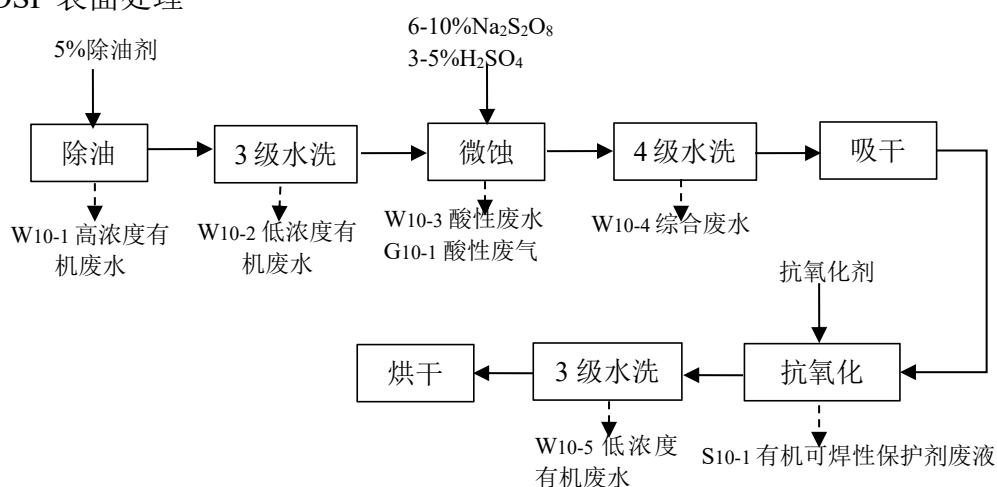 OSP 表面处理
6-10%Na₂S₂O₈
3-5%H₂SO₄
5%除油剂
除油
3级水洗
微蚀
4级水洗
吸干
W10-1 高浓度有
机废水
W10-2 低浓度有
机废水
W10-3 酸性废水
G10-1 酸性废气
W10-4 综合废水
抗氧化剂
烘干
3 级水洗
抗氧化
W10-5 低浓度
有机废水
S10-1 有机可焊性保护剂废液